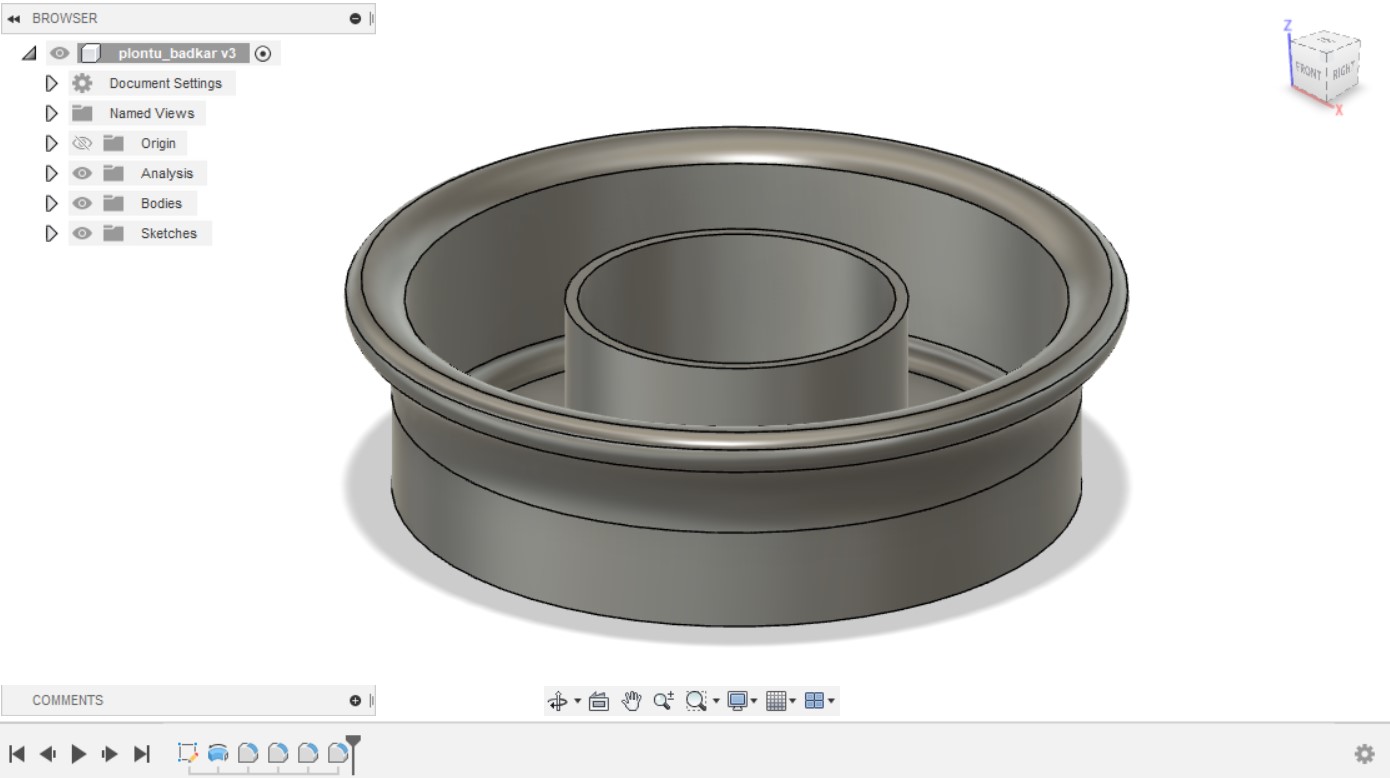 BROWSER
plontu_badkar v3
Document Settings
Named Views
Origin
Analysis
Bodies
Sketches
Z
FRONT
RIGHT
X
COMMENTS